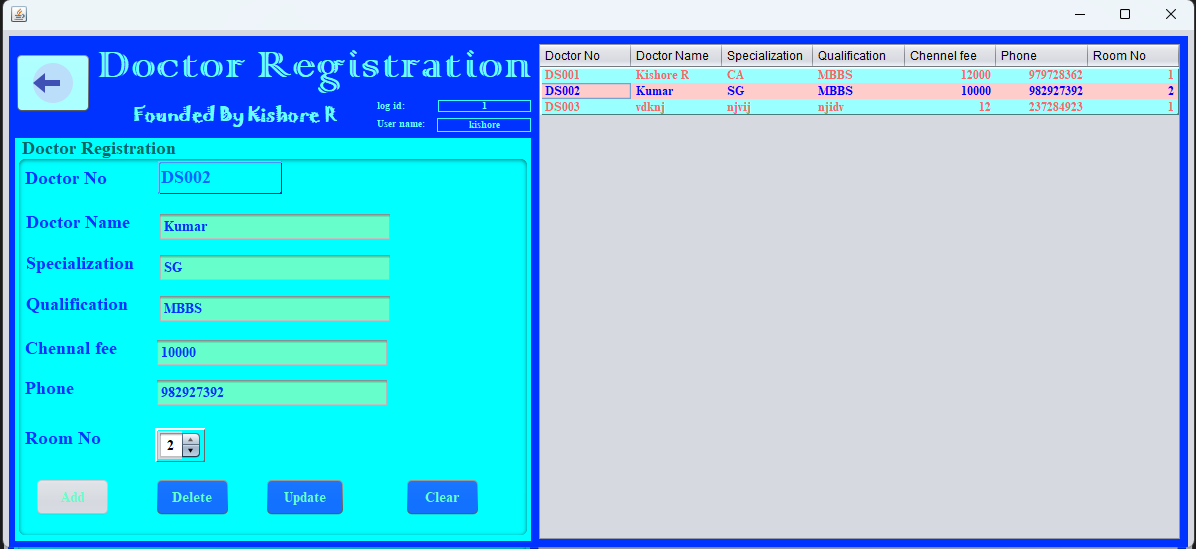 Doctor Registration
Founded By Kishore R
log id: 1
User name: kishore
Doctor Registration
Doctor No DS002
Doctor Name Kumar
Specialization SG
Qualification MBBS
Chennal fee 10000
Phone 982927392
Room No 2
Add Delete Update Clear
Doctor No Doctor Name Specialization Qualification Chennel fee Phone Room No
DS001 Kishore R CA MBBS 12000 979728362 1
DS002 Kumar SG MBBS 10000 982927392 2
DS003 vdknj njvij njidv 12 237284923 1